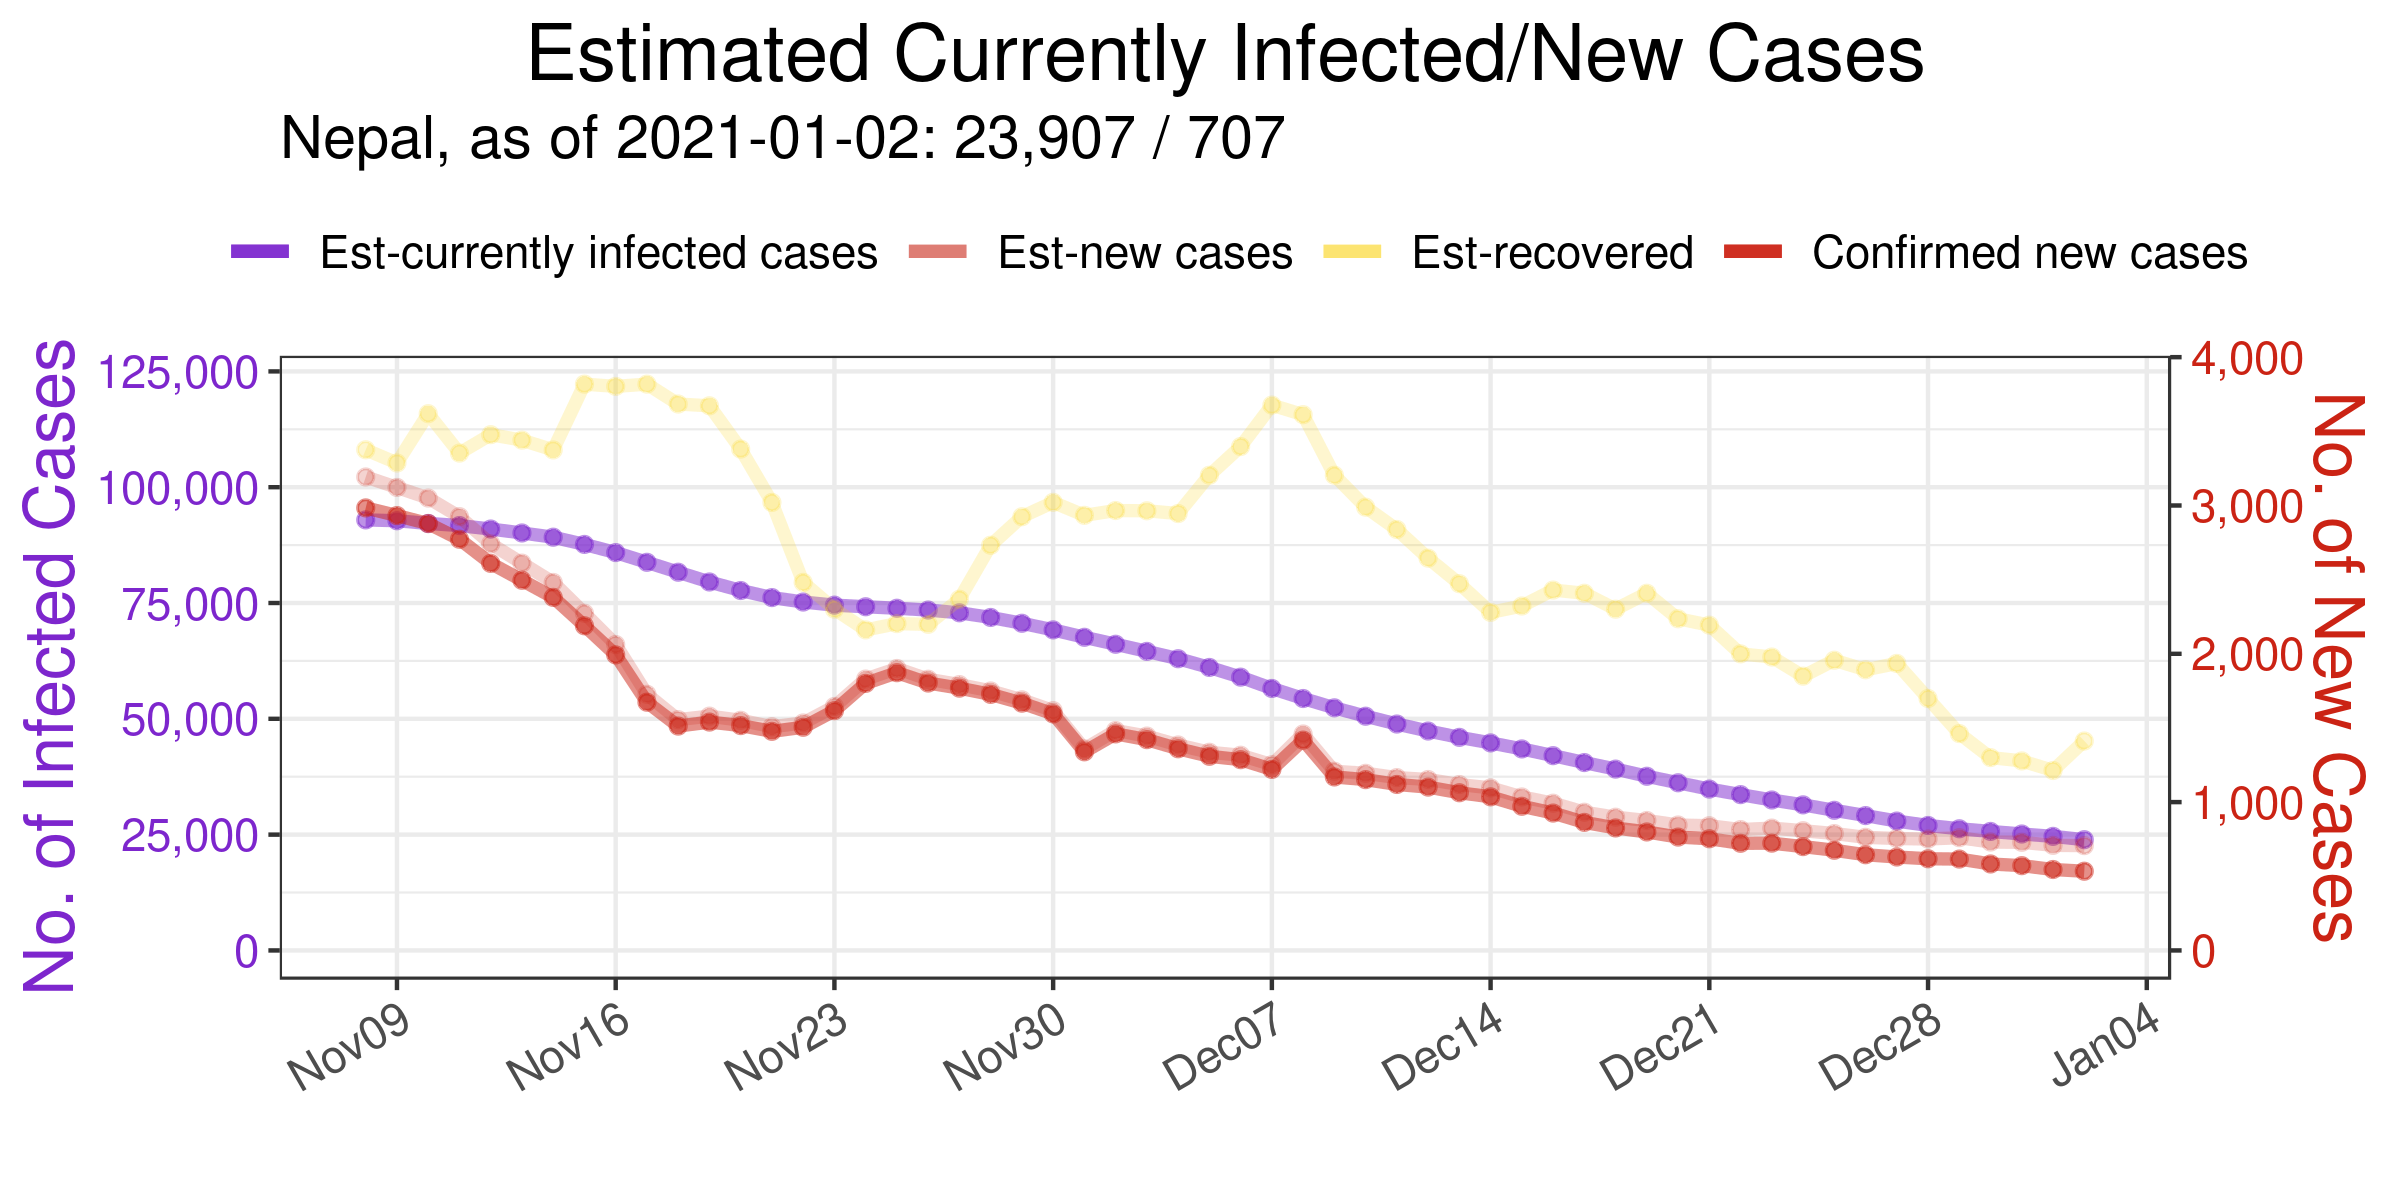 Estimated Currently Infected/New Cases
Nepal, as of 2021-01-02: 23,907 / 707
Est-currently infected cases Est-new cases Est-recovered Confirmed new cases
No. of Infected Cases
125,000
100,000
75,000
50,000
25,000
0
4,000
3,000
2,000
1,000
0
No. of New Cases
Nov09 Nov16 Nov23 Nov30 Dec07 Dec14 Dec21 Dec28 Jan04